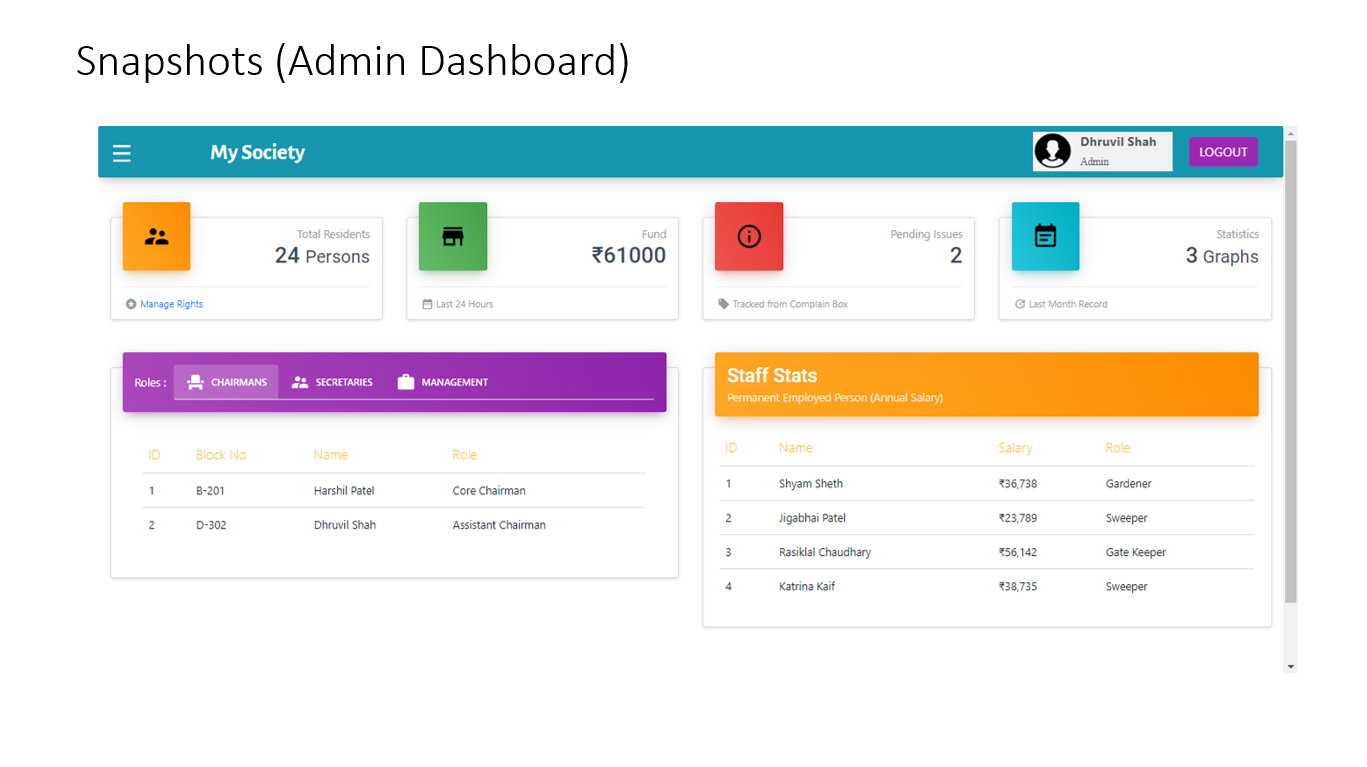 Snapshots (Admin Dashboard)
My Society
Dhruvil Shah
Admin
LOGOUT
Total Residents
24 Persons
Manage Rights
Fund
₹61000
Last 24 Hours
Pending Issues
2
Tracked from Complain Box
Statistics
3 Graphs
Last Month Record
Roles : CHAIRMANS SECRETARIES MANAGEMENT
ID Block No Name Role
1 B-201 Harshil Patel Core Chairman
2 D-302 Dhruvil Shah Assistant Chairman
Staff Stats
Permanent Employed Person (Annual Salary)
ID Name Salary Role
1 Shyam Sheth ₹36,738 Gardener
2 Jigabhai Patel ₹23,789 Sweeper
3 Rasiklal Chaudhary ₹56,142 Gate Keeper
4 Katrina Kaif ₹38,735 Sweeper